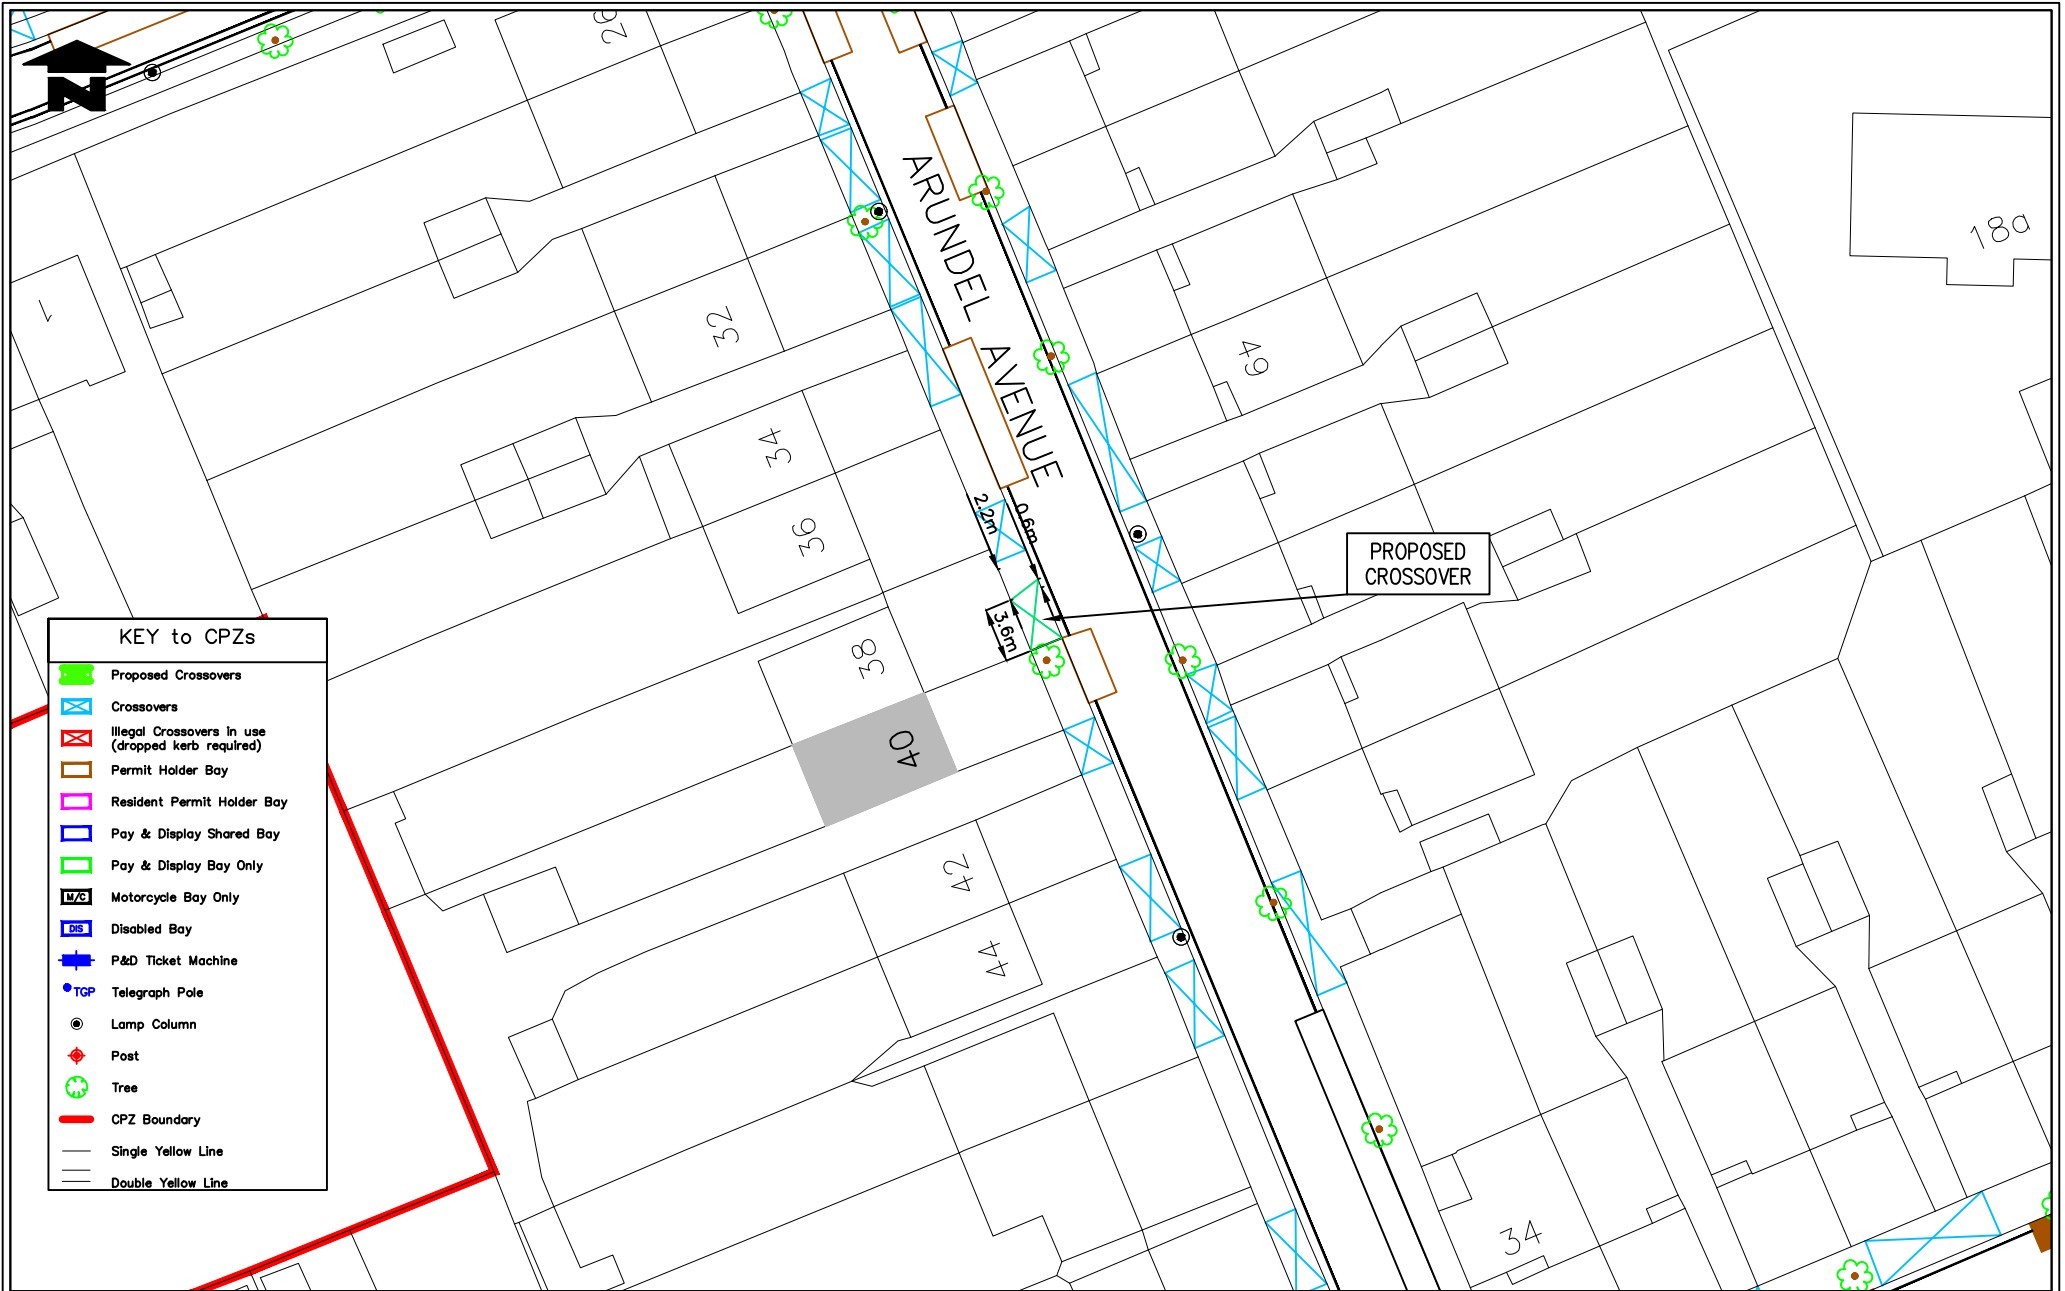 N
26
1
32
34
36
38
40
42
44
ARUNDEL AVENUE
49
18a
34
2.2m
0.6m
3.6m
PROPOSED
CROSSOVER
KEY to CPZs
Proposed Crossovers
Crossovers
Illegal Crossovers in use
(dropped kerb required)
Permit Holder Bay
Resident Permit Holder Bay
Pay & Display Shared Bay
Pay & Display Bay Only
M/C Motorcycle Bay Only
DIS Disabled Bay
P&D Ticket Machine
TGP Telegraph Pole
Lamp Column
Post
Tree
CPZ Boundary
Single Yellow Line
Double Yellow Line